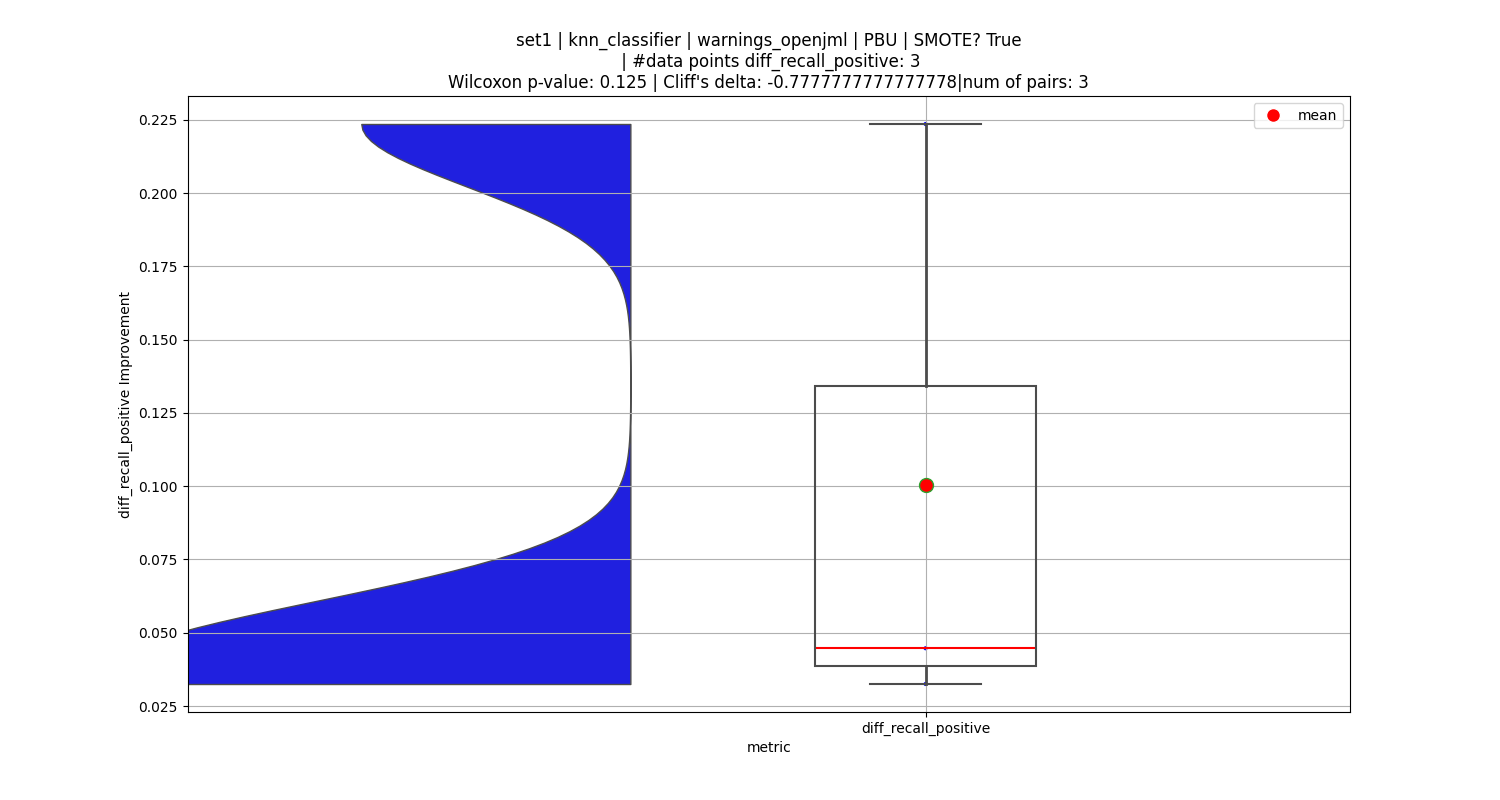 set1 | knn_classifier | warnings_openjml | PBU | SMOTE? True
| #data points diff_recall_positive: 3
Wilcoxon p-value: 0.125 | Cliff's delta: -0.7777777777777778|num of pairs: 3
mean
0.225
0.200
0.175
0.150
0.125
0.100
0.075
0.050
0.025
diff_recall_positive Improvement
diff_recall_positive
metric